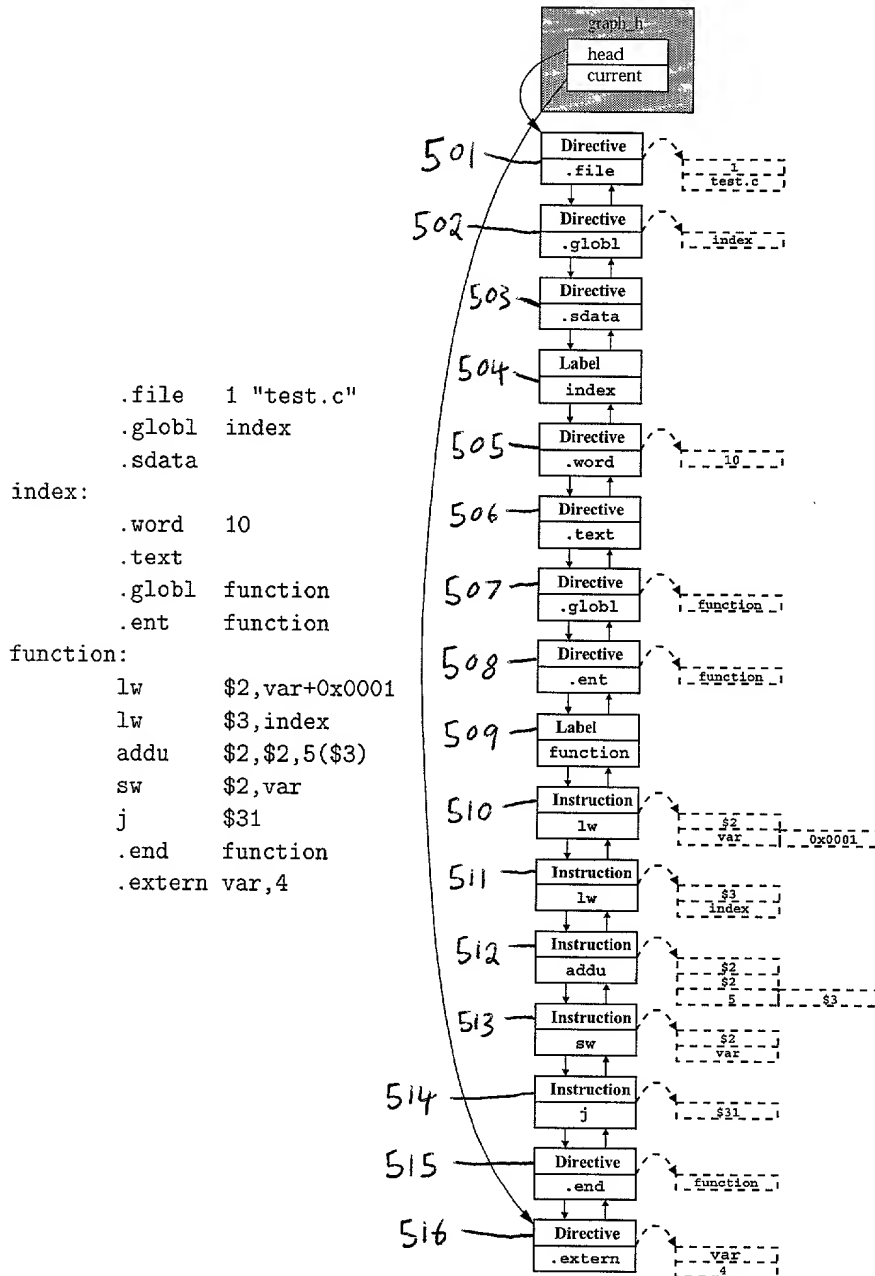 .file 1 "test.c"
.globl index
.sdata
index:
.word 10
.text
.globl function
.ent function
function:
lw $2,var+0x0001
lw $3,index
addu $2,$2,5($3)
sw $2,var
j $31
.end function
.extern var,4
graph_h
head
current
501
Directive
.file
1
test.c
502
Directive
.globl
index
503
Directive
.sdata
504
Label
index
505
Directive
.word
10
506
Directive
.text
507
Directive
.globl
function
508
Directive
.ent
function
509
Label
function
510
Instruction
lw
$2
var 0x0001
511
Instruction
lw
$3
index
512
Instruction
addu
$2
$2
5 $3
513
Instruction
sw
$2
var
514
Instruction
j
$31
515
Directive
.end
function
516
Directive
.extern
var
4